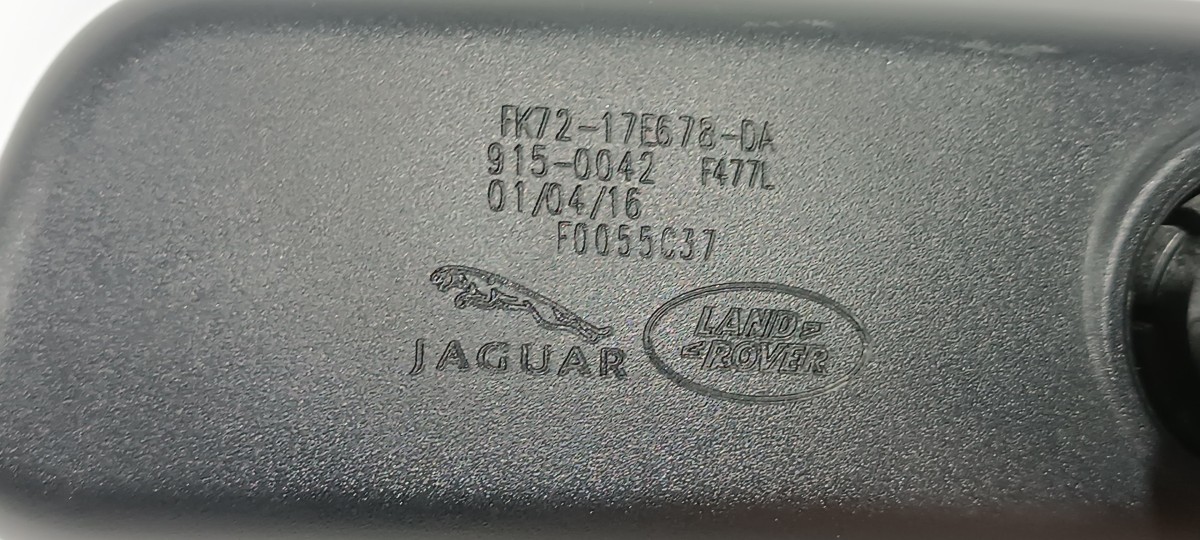 FK72-17E678-DA
915-0042 F477L
01/04/16
F0055C37
JAGUAR
LAND
ROVER